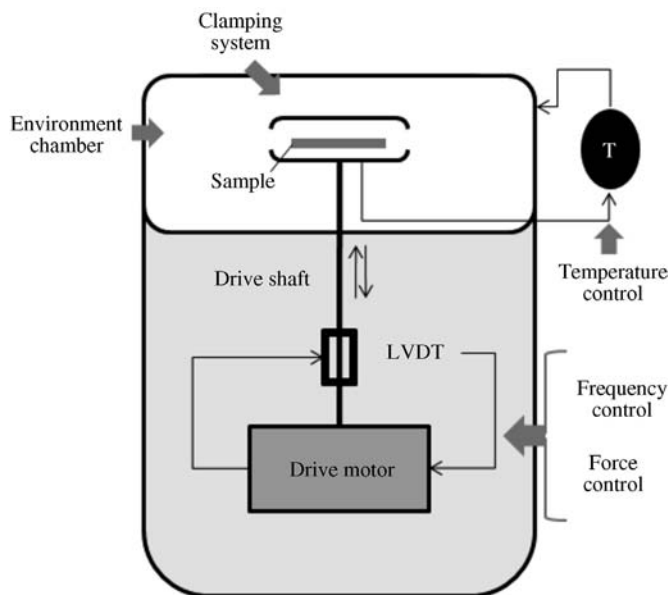 Clamping
system
Environment
chamber
Sample
T
Temperature
control
Drive shaft
LVDT
Frequency
control
Drive motor
Force
control